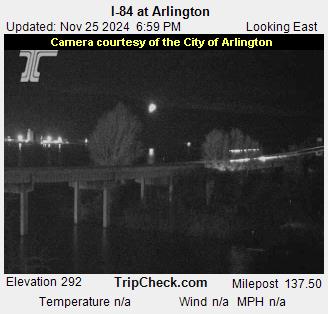 I-84 at Arlington
Updated: Nov 25 2024 6:59 PM Looking East
Camera courtesy of the City of Arlington
Elevation 292 TripCheck.com Milepost 137.50
Temperature n/a Wind n/a MPH n/a